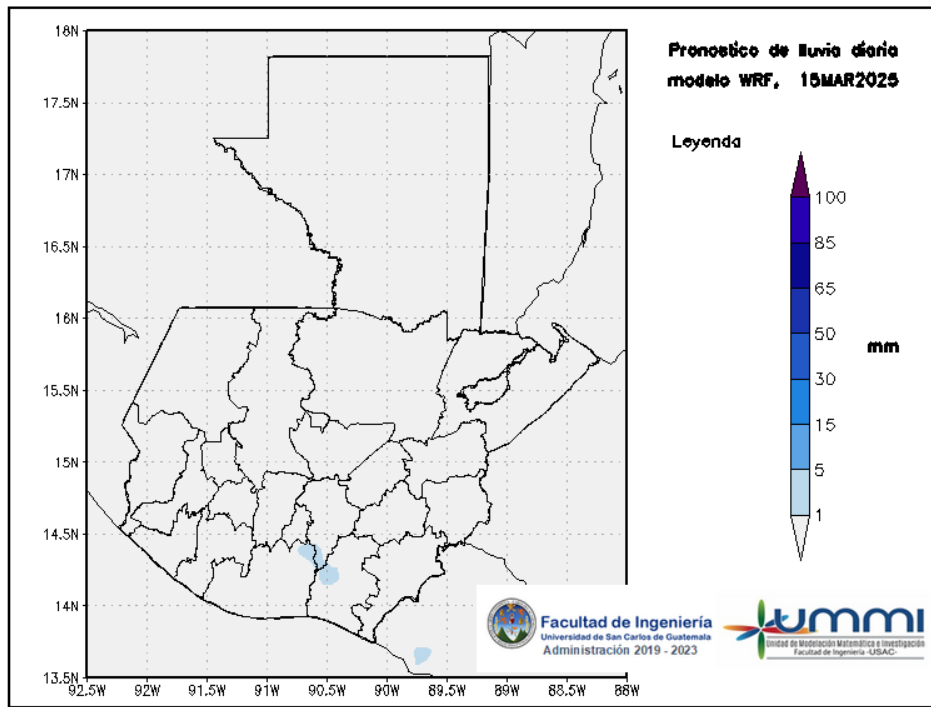 18N
17.5N
17N
16.5N
16N
15.5N
15N
14.5N
14N
13.5N
92.5W 92W 91.5W 91W 90.5W 90W 89.5W 89W 88.5W 88W
Pronostico de lluvia diaria
modelo WRF, 15MAR2025
Leyenda
100
85
65
50
30
15
5
1
mm
Facultad de Ingeniería
Universidad de San Carlos de Guatemala
Administración 2019 - 2023
ummi
Unidad de Modelación Matemática e Investigación
Facultad de Ingeniería -USAC-